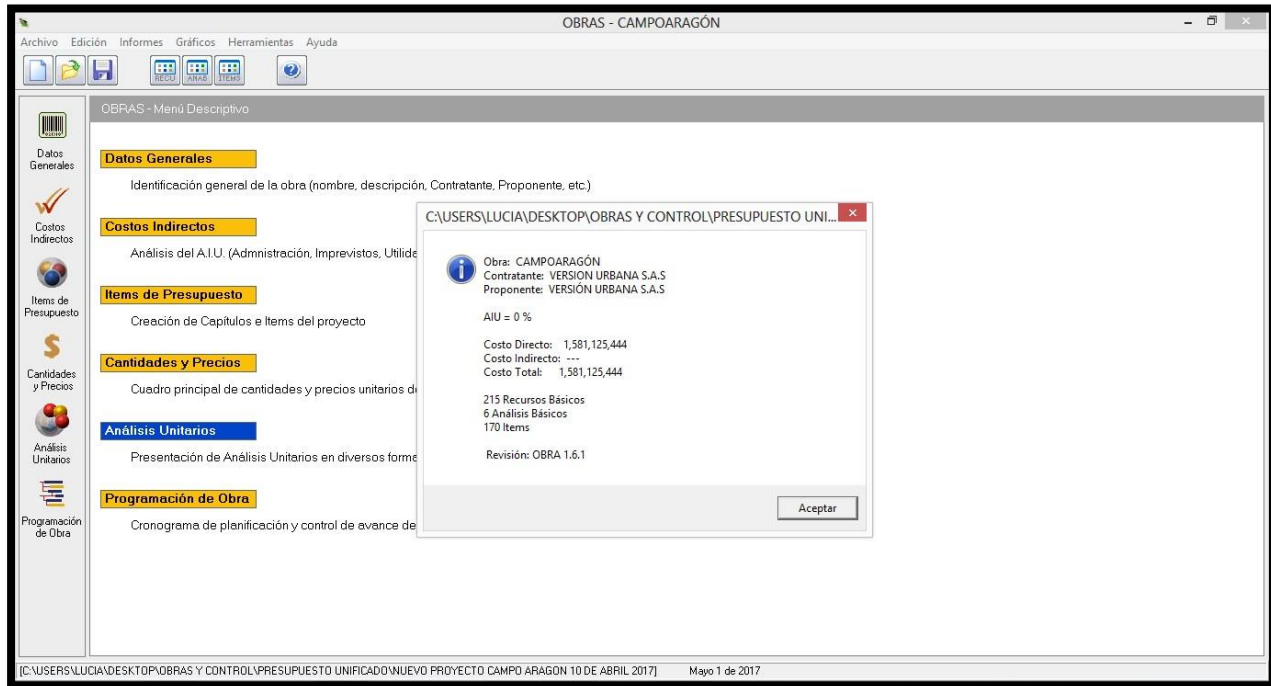 OBRAS - CAMPOARAGÓN
Archivo Edición Informes Gráficos Herramientas Ayuda
RECU ANAB ITEMS
OBRAS - Menú Descriptivo
Datos Generales
Costos Indirectos
Items de Presupuesto
Cantidades y Precios
Análisis Unitarios
Programación de Obra
Datos Generales
Identificación general de la obra (nombre, descripción, Contratante, Proponente, etc.)
Costos Indirectos
Análisis del A.I.U. (Admnistración, Imprevistos, Utilida
Items de Presupuesto
Creación de Capítulos e Items del proyecto
Cantidades y Precios
Cuadro principal de cantidades y precios unitarios d
Análisis Unitarios
Presentación de Análisis Unitarios en diversos forma
Programación de Obra
Cronograma de planificación y control de avance de
C:\USERS\LUCIA\DESKTOP\OBRAS Y CONTROL\PRESUPUESTO UNI...
Obra: CAMPOARAGÓN
Contratante: VERSION URBANA S.A.S
Proponente: VERSIÓN URBANA S.A.S
AIU = 0 %
Costo Directo: 1,581,125,444
Costo Indirecto: ---
Costo Total: 1,581,125,444
215 Recursos Básicos
6 Análisis Básicos
170 Items
Revisión: OBRA 1.6.1
Aceptar
[C:\USERS\LUCIA\DESKTOP\OBRAS Y CONTROL\PRESUPUESTO UNIFICADO\NUEVO PROYECTO CAMPO ARAGON 10 DE ABRIL 2017] Mayo 1 de 2017